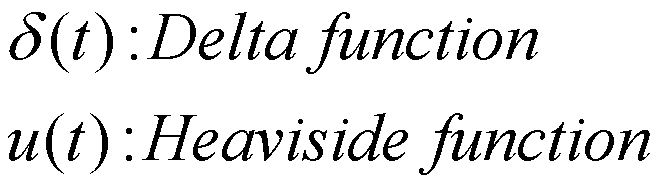 δ(t): Delta function
u(t): Heaviside function